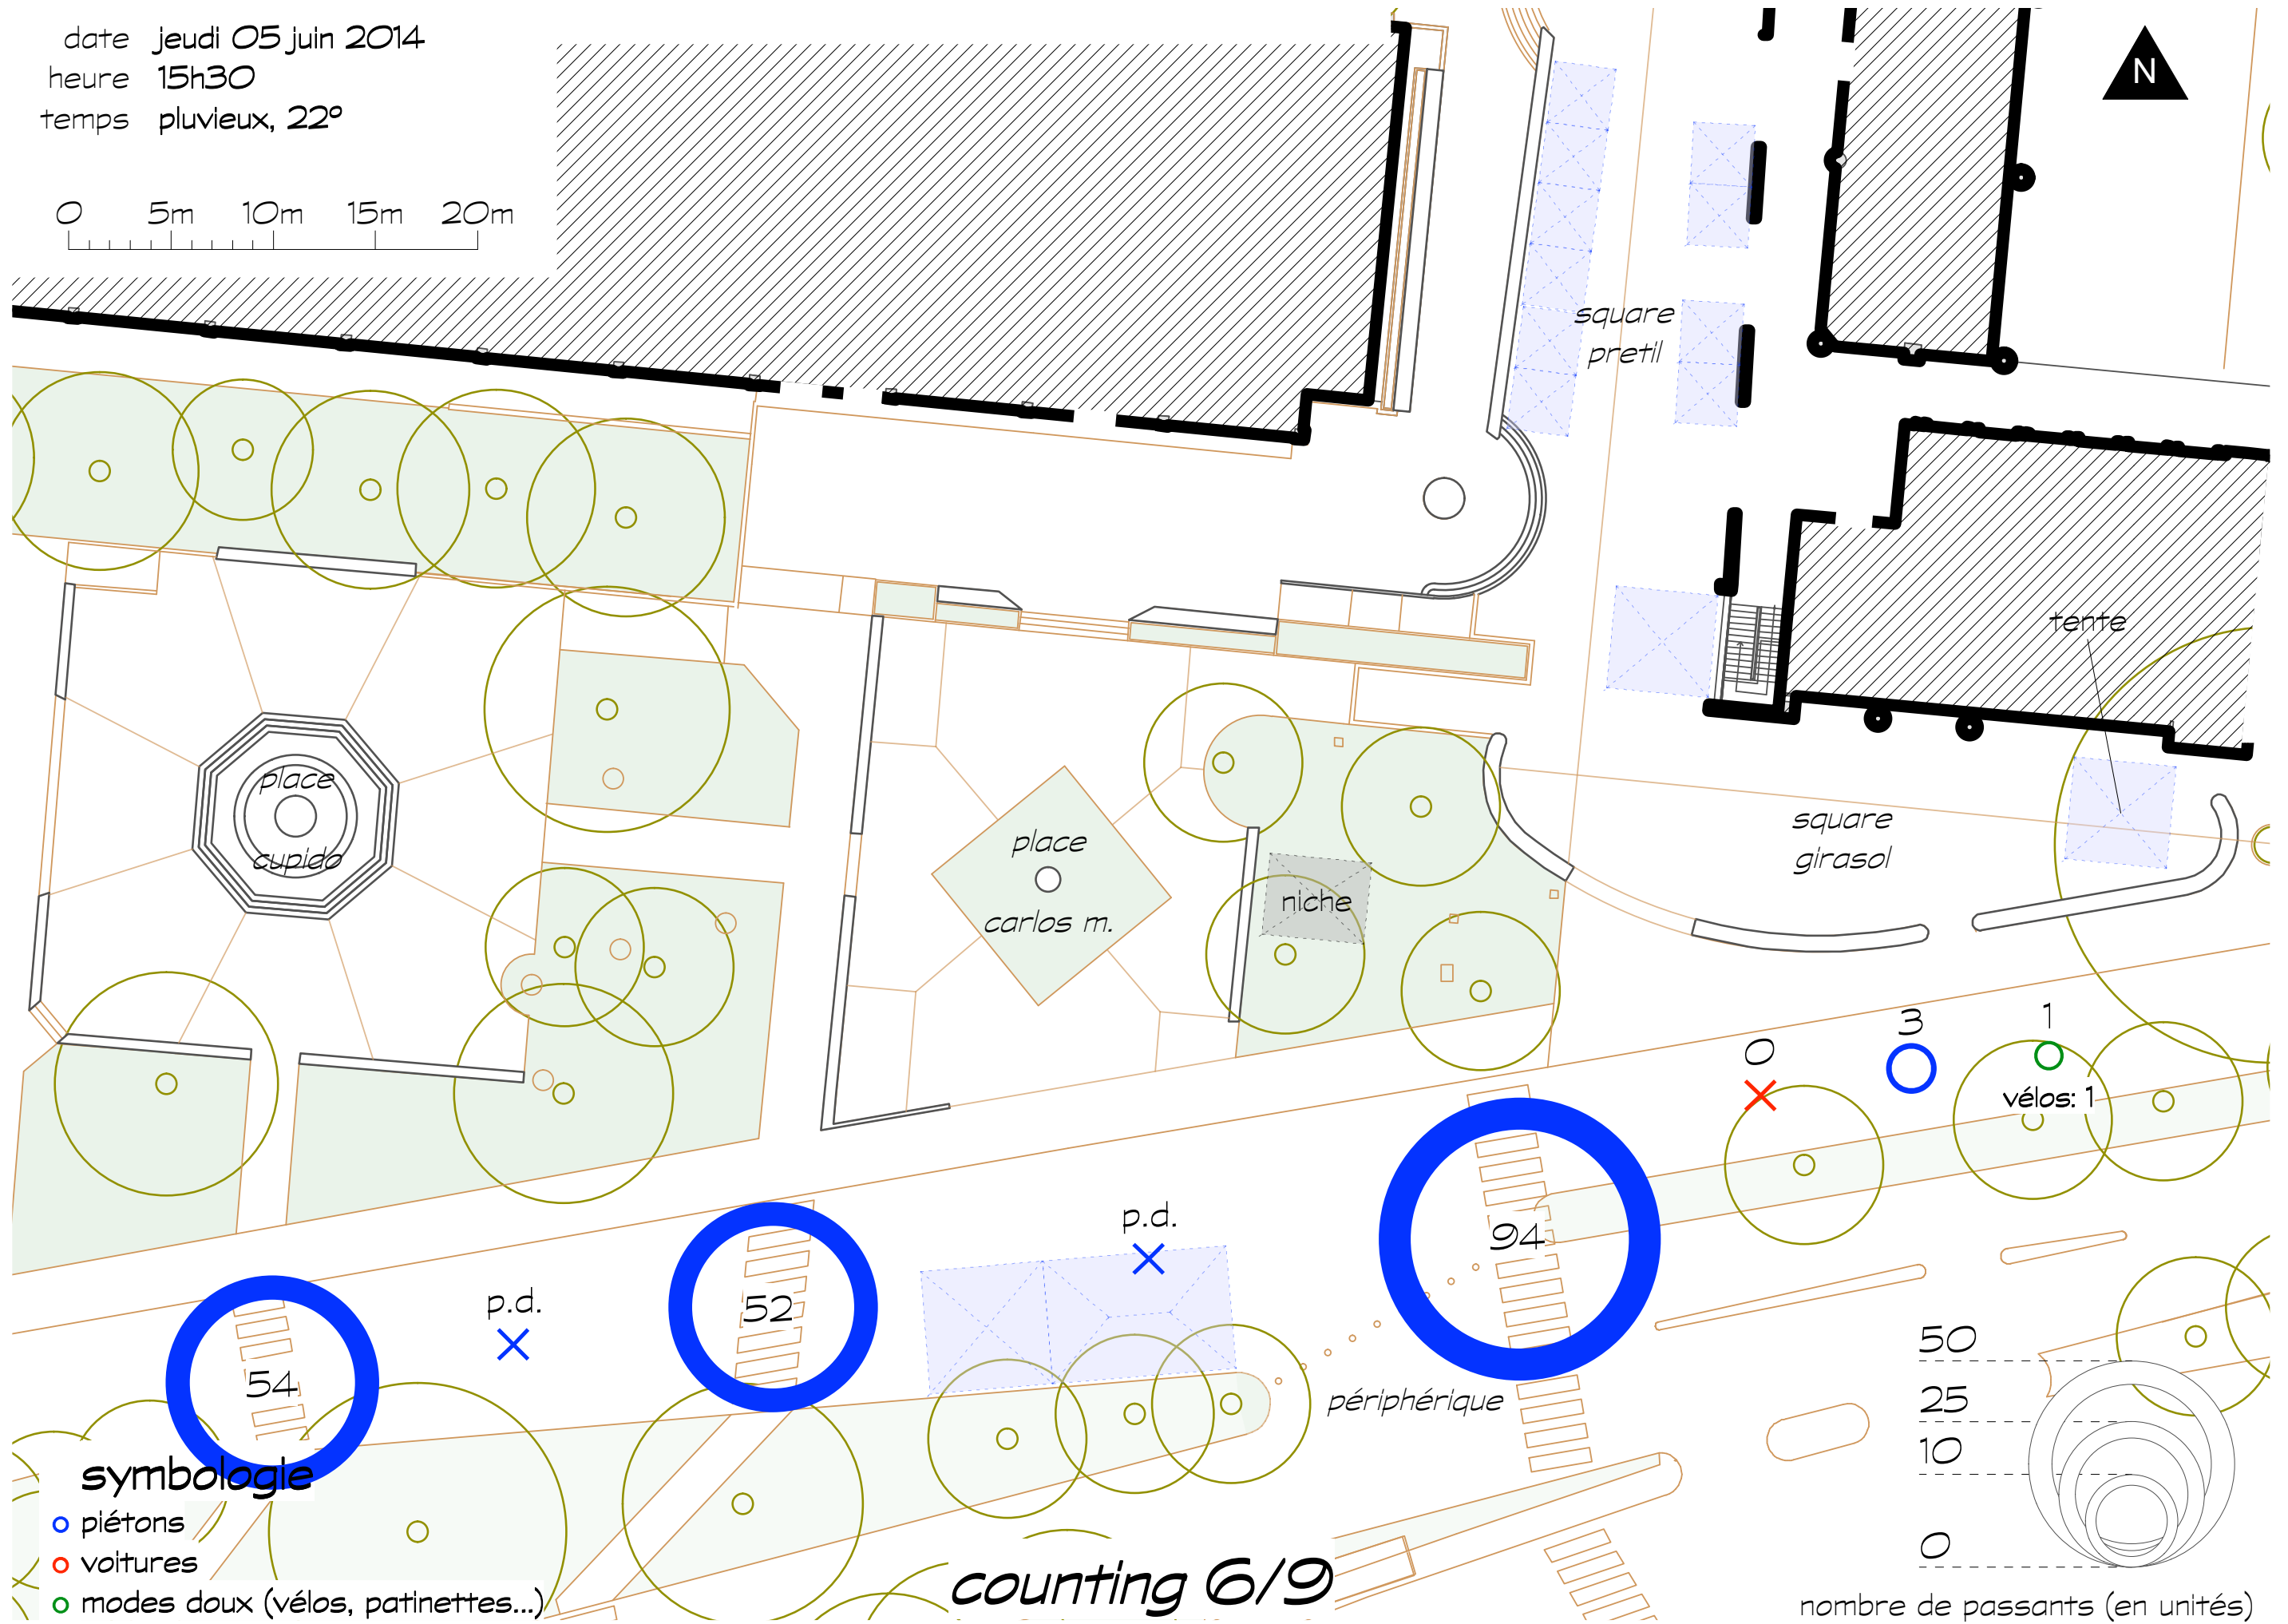 date jeudi 05 juin 2014
heure 15h30
temps pluvieux, 22°
0 5m 10m 15m 20m
N
square
pretil
tente
place
cupido
place
carlos m.
niche
square
girasol
0
3
1
vélos: 1
p.d.
94
p.d.
52
54
périphérique
symbologie
piétons
voitures
modes doux (vélos, patinettes...)
counting 6/9
50
25
10
0
nombre de passants (en unités)